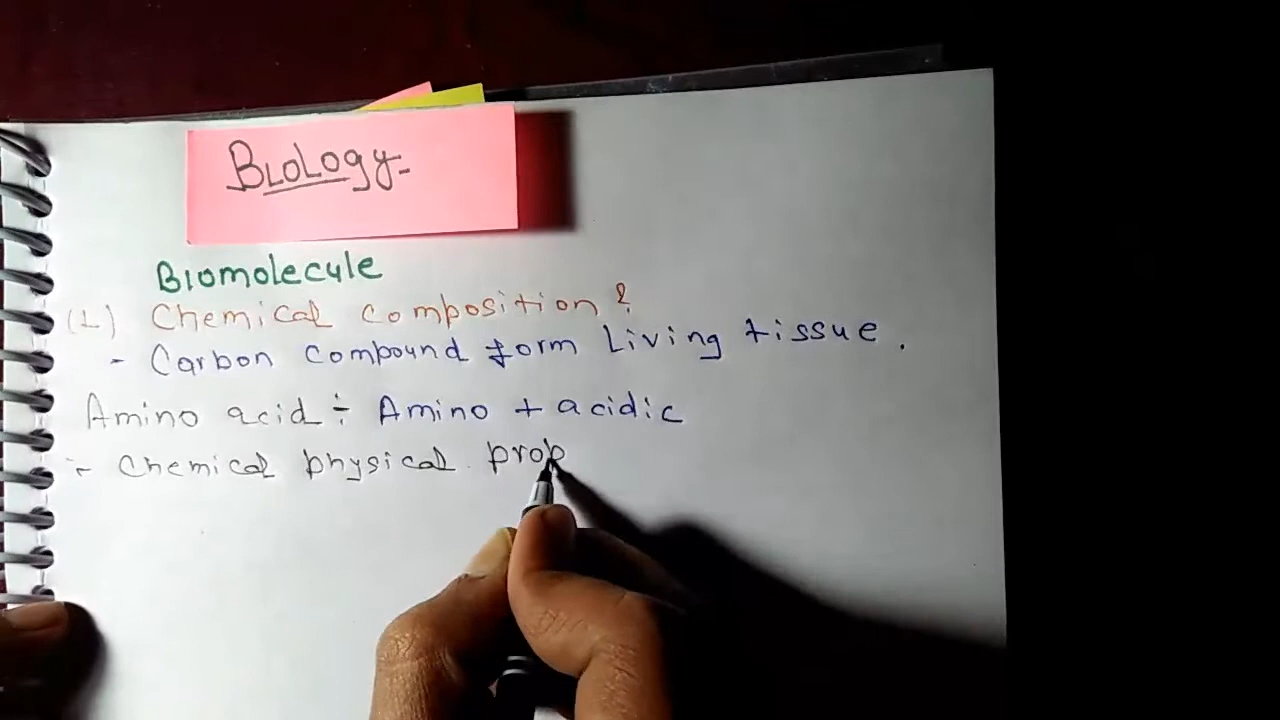 Biology-
Biomolecule
(1) Chemical composition?
- Carbon compound form Living tissue.
Amino acid ÷ Amino + acidic
- Chemical physical prop